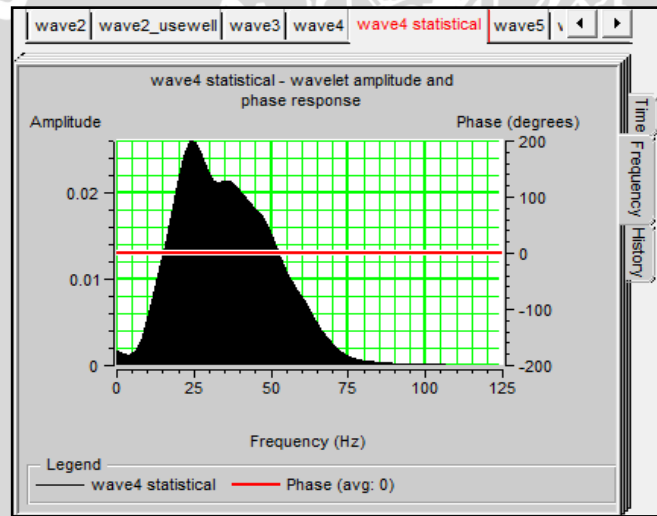 wave2 wave2_usewell wave3 wave4 wave4 statistical wave5
wave4 statistical - wavelet amplitude and
phase response
Amplitude Phase (degrees)
200
0.02 100
0
0.01
-100
0 -200
0 25 50 75 100 125
Frequency (Hz)
Legend
wave4 statistical Phase (avg: 0)
Time
Frequency
History